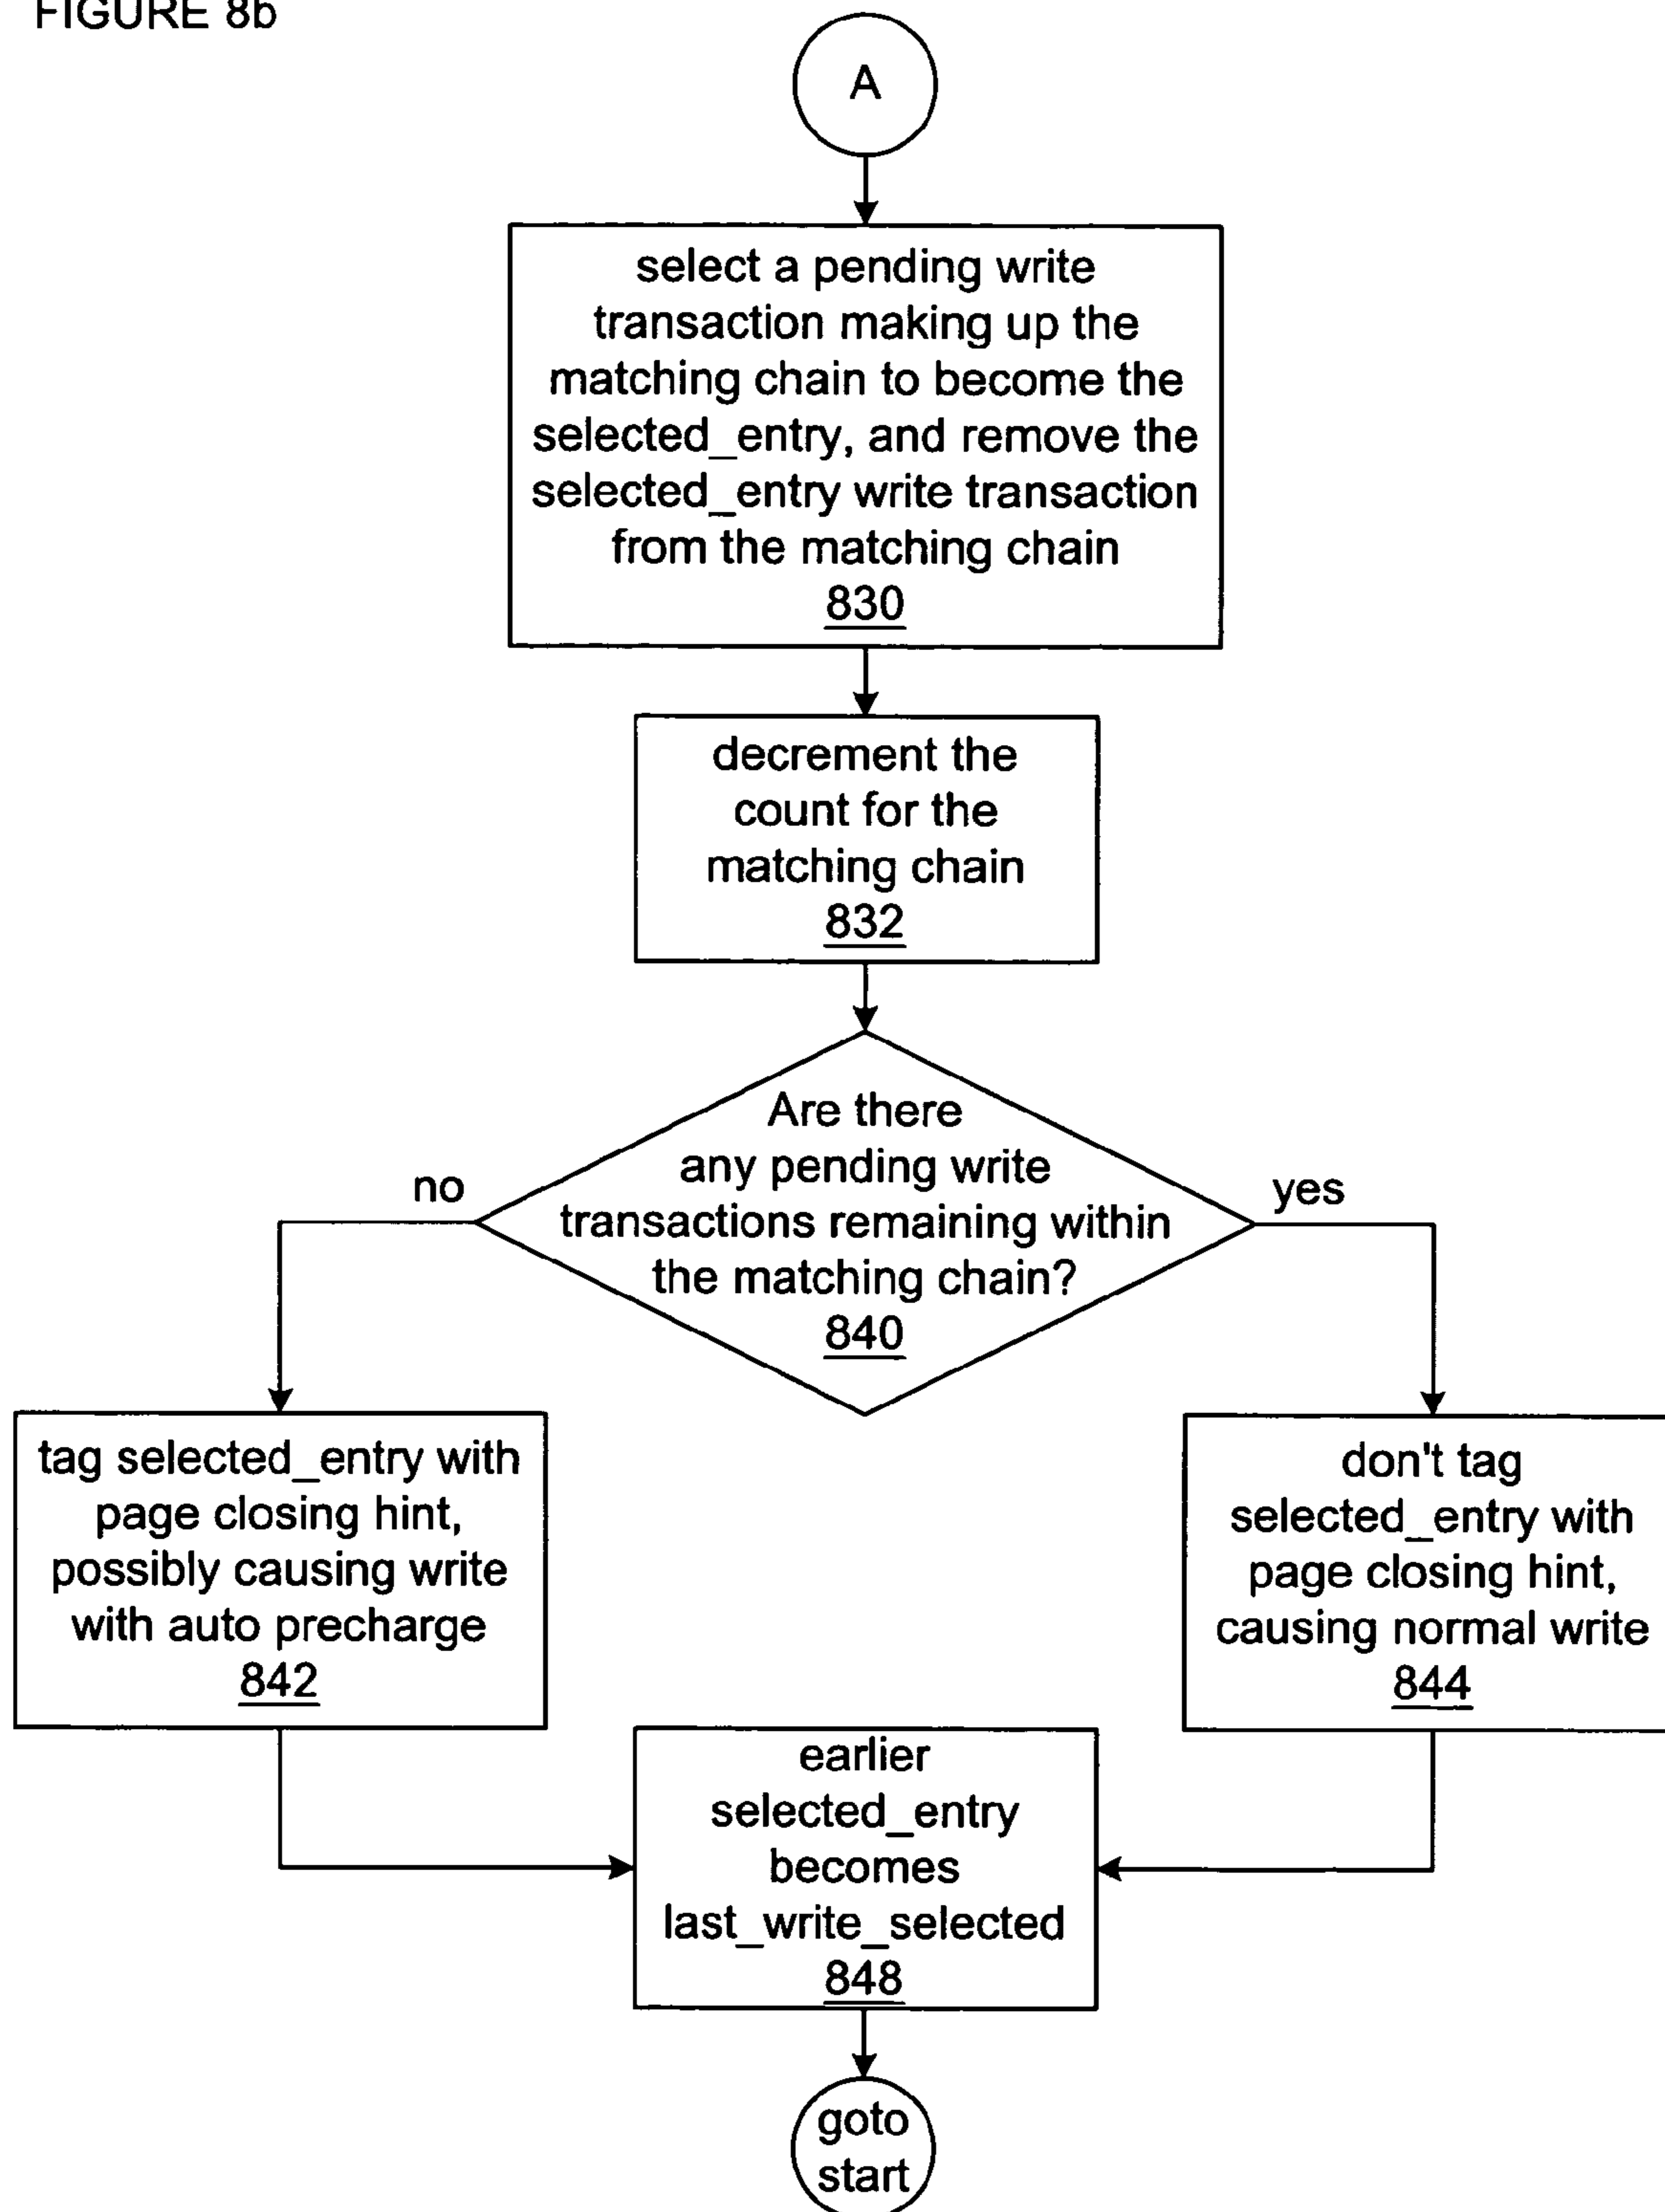 FIGURE 8b
A
select a pending write
transaction making up the
matching chain to become the
selected_entry, and remove the
selected_entry write transaction
from the matching chain
830
decrement the
count for the
matching chain
832
Are there
any pending write
transactions remaining within
the matching chain?
840
no
yes
tag selected_entry with
page closing hint,
possibly causing write
with auto precharge
842
don't tag
selected_entry with
page closing hint,
causing normal write
844
earlier
selected_entry
becomes
last_write_selected
848
goto
start